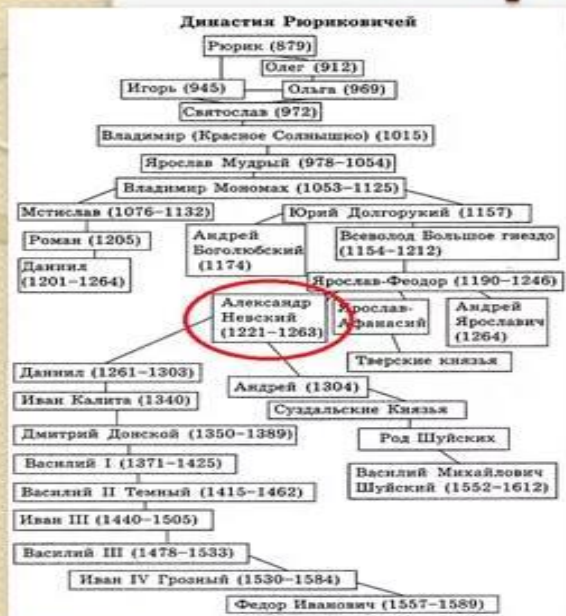 Династия Рюриковичей
Рюрик (879)
Олег (912)
Игорь (945)
Ольга (969)
Святослав (972)
Владимир (Красное Солнышко) (1015)
Ярослав Мудрый (978–1054)
Владимир Мономах (1053–1125)
Мстислав (1076–1132)
Юрий Долгорукий (1157)
Роман (1205)
Андрей
Боголюбский
(1174)
Всеволод Большое гнездо
(1154–1212)
Даниил
(1201–1264)
Ярослав-Феодор (1190–1246)
Александр
Невский
(1221–1263)
Ярослав-
Афанасий
Андрей
Ярославич
(1264)
Тверские князья
Даниил (1261–1303)
Андрей (1304)
Иван Калита (1340)
Суздальские Князья
Дмитрий Донской (1350–1389)
Род Шуйских
Василий I (1371–1425)
Василий Михайлович
Шуйский (1552–1612)
Василий II Темный (1415–1462)
Иван III (1440–1505)
Василий III (1478–1533)
Иван IV Грозный (1530–1584)
Федор Иванович (1557–1589)